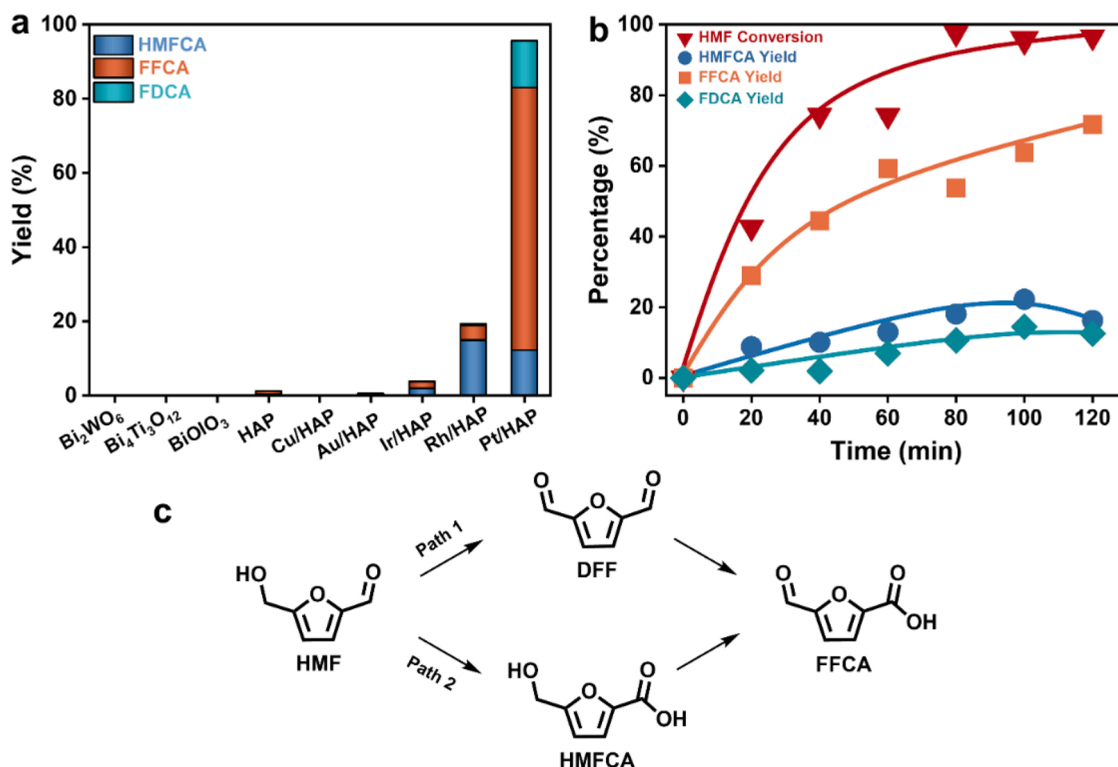 a
100
80
60
40
20
0
Yield (%)
HMFCA
FFCA
FDCA
Bi₂WO₆
Bi₄Ti₃O₁₂
BiOIO₃
HAP
Cu/HAP
Au/HAP
Ir/HAP
Rh/HAP
Pt/HAP
b
100
80
60
40
20
0
Percentage (%)
HMF Conversion
HMFCA Yield
FFCA Yield
FDCA Yield
0 20 40 60 80 100 120
Time (min)
c
HO
O
O
HMF
Path 1
Path 2
O
O
O
DFF
HO
O
O
OH
HMFCA
O
O
O
OH
FFCA